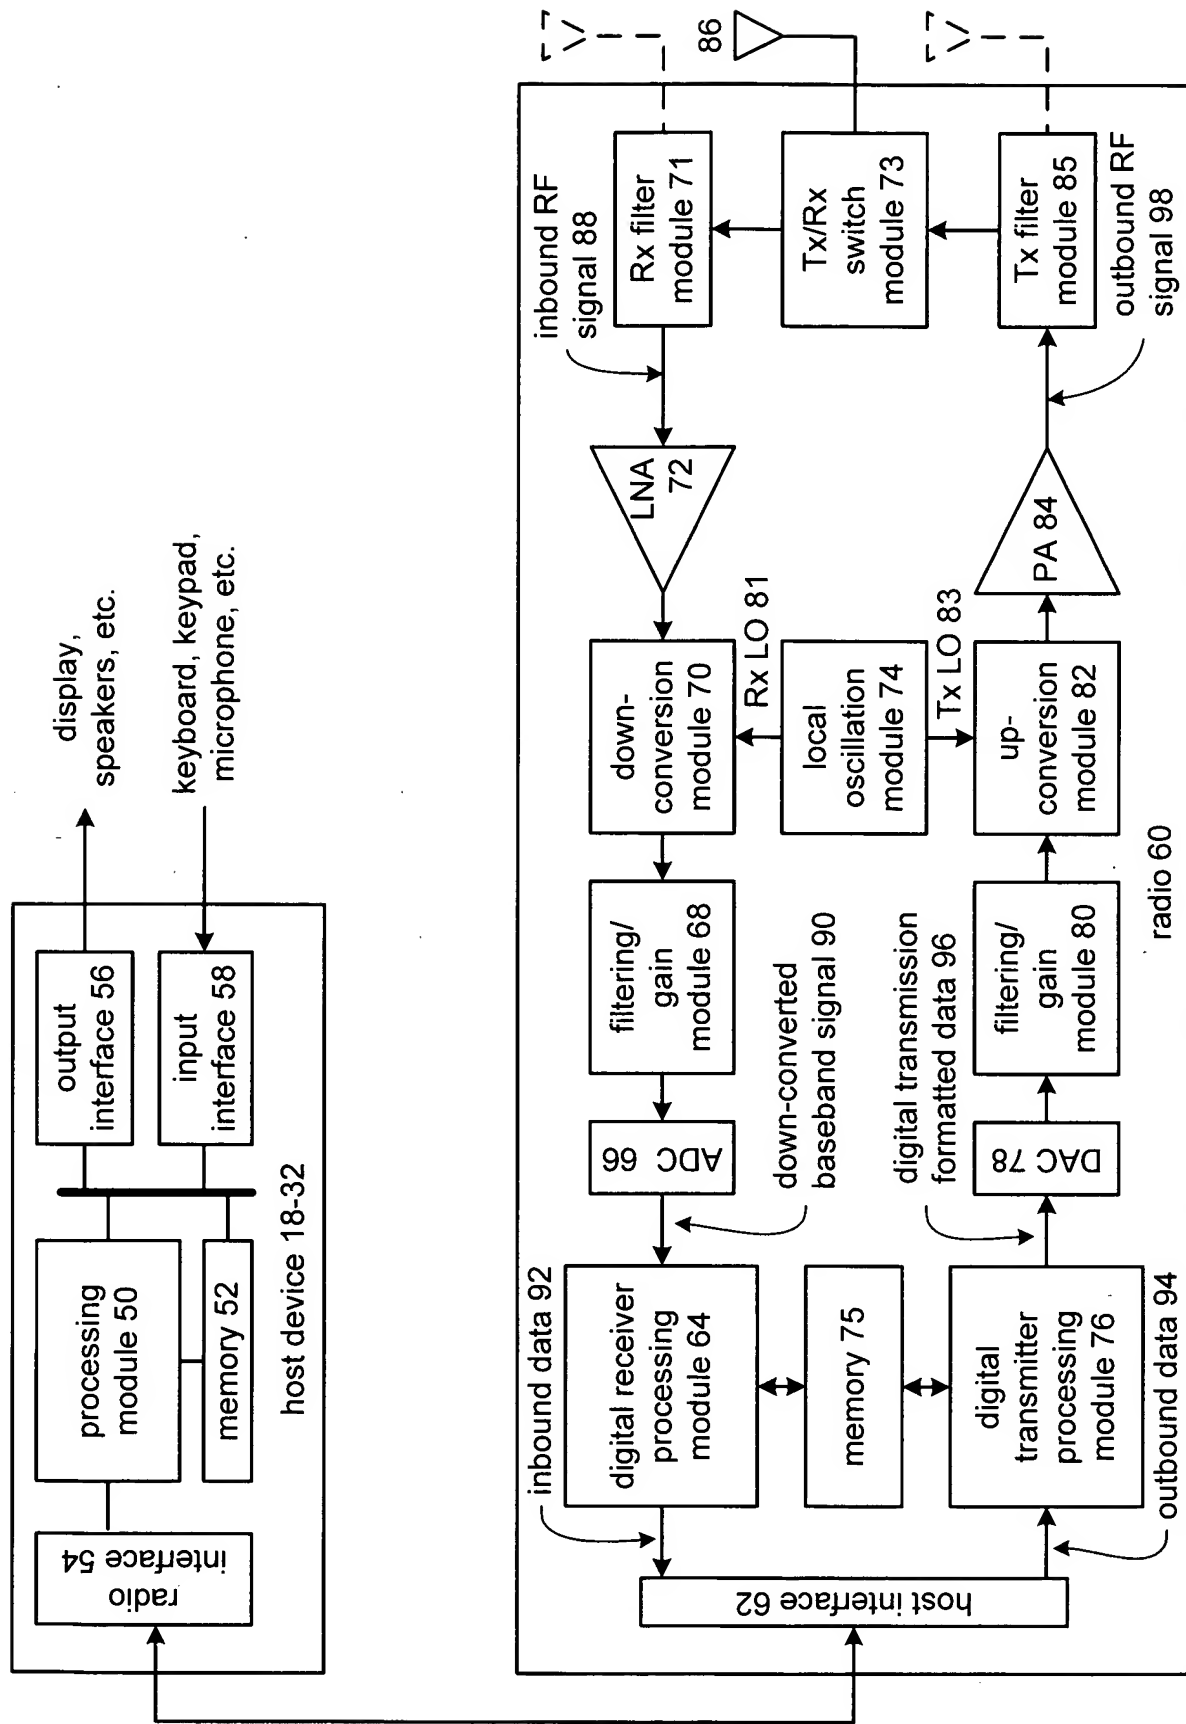 radio
interface 54
processing
module 50
memory 52
output
interface 56
input
interface 58
display,
speakers, etc.
keyboard, keypad,
microphone, etc.
host device 18-32
host interface 62
inbound data 92
digital receiver
processing
module 64
ADC 66
down-converted
baseband signal 90
filtering/
gain
module 68
down-
conversion
module 70
LNA
72
inbound RF
signal 88
Rx filter
module 71
memory 75
Rx LO 81
local
oscillation
module 74
Tx LO 83
Tx/Rx
switch
module 73
86
outbound data 94
digital
transmitter
processing
module 76
digital transmission
formatted data 96
DAC 78
filtering/
gain
module 80
up-
conversion
module 82
PA 84
outbound RF
signal 98
Tx filter
module 85
radio 60